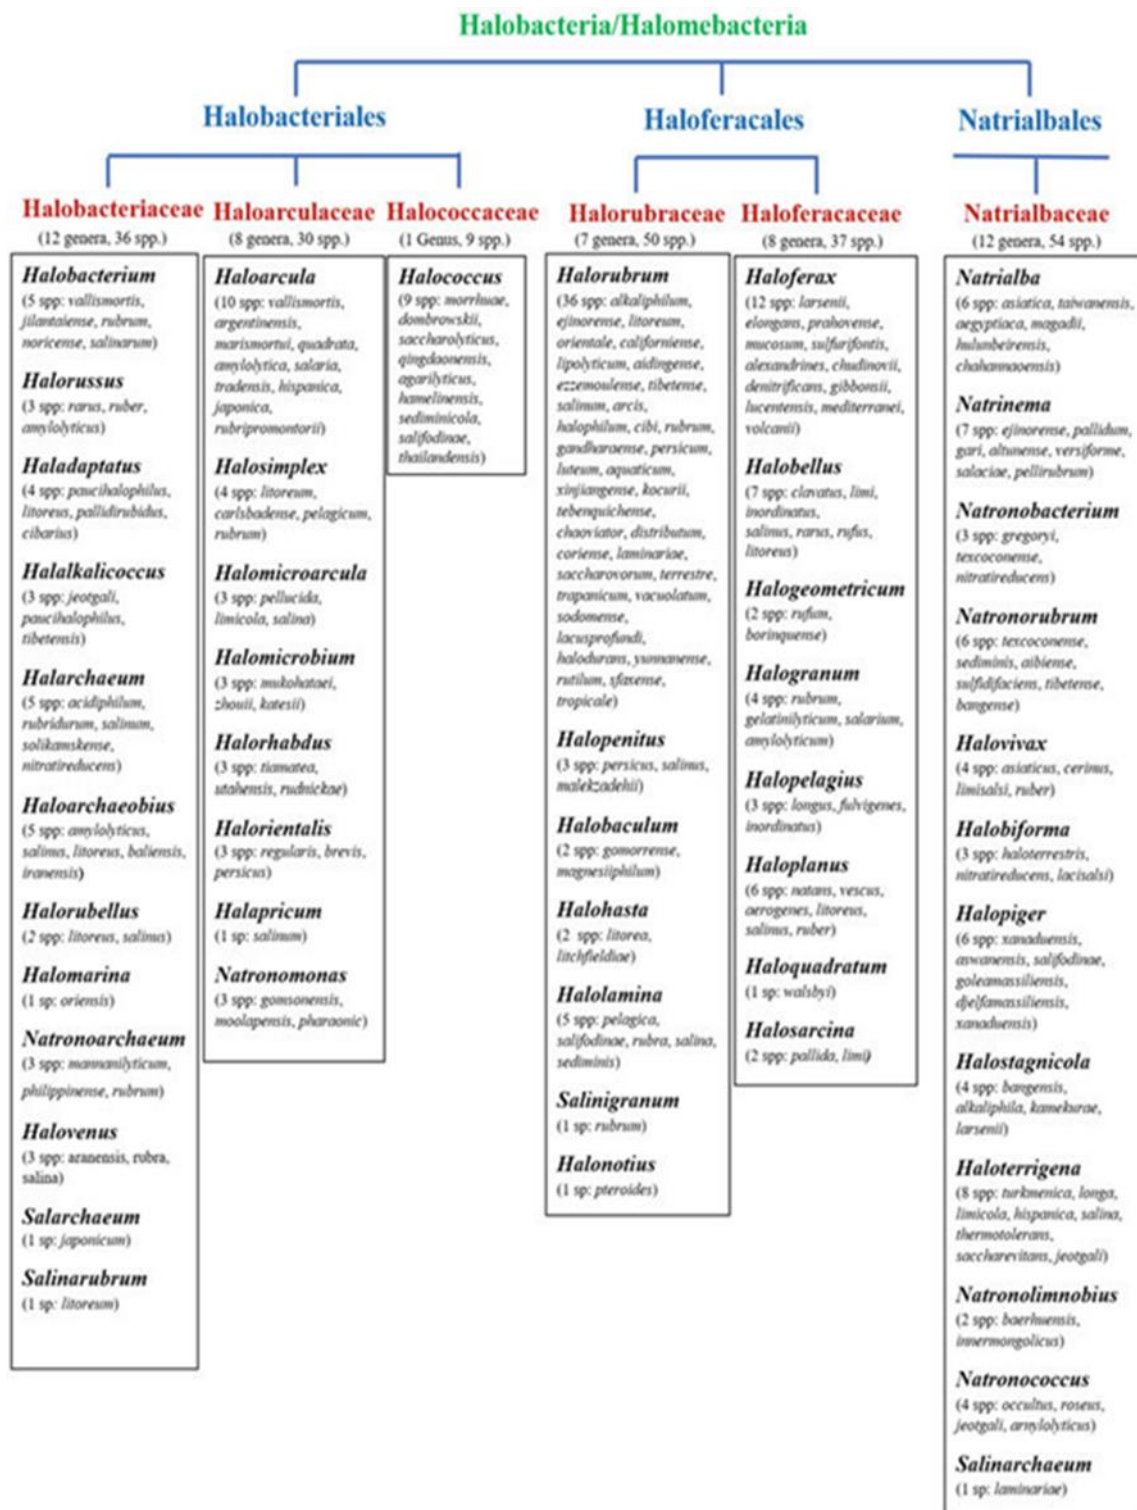 Halobacteria/Halomebacteria
Halobacteriales
Haloferacales
Natrialbales
Halobacteriaceae
(12 genera, 36 spp.)
Haloarculaceae
(8 genera, 30 spp.)
Halococcaceae
(1 Genus, 9 spp.)
Halorubraceae
(7 genera, 50 spp.)
Haloferacaceae
(8 genera, 37 spp.)
Natrialbaceae
(12 genera, 54 spp.)
Halobacterium
(5 spp: vallismortis,
jilantaiense, rubrum,
noricense, salinarum)
Halorussus
(3 spp: rarus, ruber,
amylolyticus)
Haladaptatus
(4 spp: paucihalophilus,
litoreus, pallidirubidus,
cibarius)
Halalkalicoccus
(3 spp: jeotgali,
paucihalophilus,
tibetensis)
Halarchaeum
(5 spp: acidiphilum,
rubridurum, salinum,
solikamskense,
nitratireducens)
Haloarchaeobius
(5 spp: amylolyticus,
salinus, litoreus, baliensis,
iranensis)
Halorubellus
(2 spp: litoreus, salinus)
Halomarina
(1 sp: oriensis)
Natronoarchaeum
(3 spp: mannanilyticum,
philippinense, rubrum)
Halovenus
(3 spp: aranensis, rubra,
salina)
Salarchaeum
(1 sp: japonicum)
Salinarubrum
(1 sp: litoreum)
Haloarcula
(10 spp: vallismortis,
argentinensis,
marismortui, quadrata,
amylolytica, salaria,
tradensis, hispanica,
japonica,
rubripromontorii)
Halosimplex
(4 spp: litoreum,
carlsbadense, pelagicum,
rubrum)
Halomicroarcula
(3 spp: pellucida,
limicola, salina)
Halomicrobium
(3 spp: mukohataei,
zhouii, katesii)
Halorhabdus
(3 spp: tiamatea,
utahensis, rudnickae)
Halorientalis
(3 spp: regularis, brevis,
persicus)
Halapricum
(1 sp: salinum)
Natronomonas
(3 spp: gomsonensis,
moolapensis, pharaonic)
Halococcus
(9 spp: morrhuae,
dombrowskii,
saccharolyticus,
qingdaonensis,
agarilyticus,
hamelinensis,
sediminicola,
salifodinae,
thailandensis)
Halorubrum
(36 spp: alkaliphilum,
ejinorense, litoreum,
orientale, californiense,
lipolyticum, aidingense,
ezzemoulense, tibetense,
salinum, arcis,
halophilum, cibi, rubrum,
gandharaense, persicum,
luteum, aquaticum,
xinjiangense, kocurii,
tebenquichense,
chaoviator, distributum,
coriense, laminariae,
saccharovorum, terrestre,
trapanicum, vacuolatum,
sodomense,
lacusprofundi,
halodurans, yunnanense,
rutilum, sfaxense,
tropicale)
Halopenitus
(3 spp: persicus, salinus,
malekzadehii)
Halobaculum
(2 spp: gomorrense,
magnesiiphilum)
Halohasta
(2 spp: litorea,
litchfieldiae)
Halolamina
(5 spp: pelagica,
salifodinae, rubra, salina,
sediminis)
Salinigranum
(1 sp: rubrum)
Halonotius
(1 sp: pteroides)
Haloferax
(12 spp: larsenii,
elongans, prahovense,
mucosum, sulfurifontis,
alexandrines, chudinovii,
denitrificans, gibbonsii,
lucentensis, mediterranei,
volcanii)
Halobellus
(7 spp: clavatus, limi,
inordinatus,
salinus, rarus, rufus,
litoreus)
Halogeometricum
(2 spp: rufum,
borinquense)
Halogranum
(4 spp: rubrum,
gelatinilyticum, salarium,
amylolyticum)
Halopelagius
(3 spp: longus, fulvigenes,
inordinatus)
Haloplanus
(6 spp: natans, vescus,
aerogenes, litoreus,
salinus, ruber)
Haloquadratum
(1 sp: walsbyi)
Halosarcina
(2 spp: pallida, limi)
Natrialba
(6 spp: asiatica, taiwanensis,
aegyptiaca, magadii,
hulunbeirensis,
chahannaoensis)
Natrinema
(7 spp: ejinorense, pallidum,
gari, altunense, versiforme,
salaciae, pellirubrum)
Natronobacterium
(3 spp: gregoryi,
texcoconense,
nitratireducens)
Natronorubrum
(6 spp: texcoconense,
sediminis, aibiense,
sulfidifaciens, tibetense,
bangense)
Halovivax
(4 spp: asiaticus, cerinus,
limisalsi, ruber)
Halobiforma
(3 spp: haloterrestris,
nitratireducens, lacisalsi)
Halopiger
(6 spp: xanaduensis,
aswanensis, salifodinae,
goleamassiliensis,
djelfamassiliensis,
xanaduensis)
Halostagnicola
(4 spp: bangensis,
alkaliphila, kamekurae,
larsenii)
Haloterrigena
(8 spp: turkmenica, longa,
limicola, hispanica, salina,
thermotolerans,
saccharevitans, jeotgali)
Natronolimnobius
(2 spp: baerhuensis,
innermongolicus)
Natronococcus
(4 spp: occultus, roseus,
jeotgali, amylolyticus)
Salinarchaeum
(1 sp: laminariae)